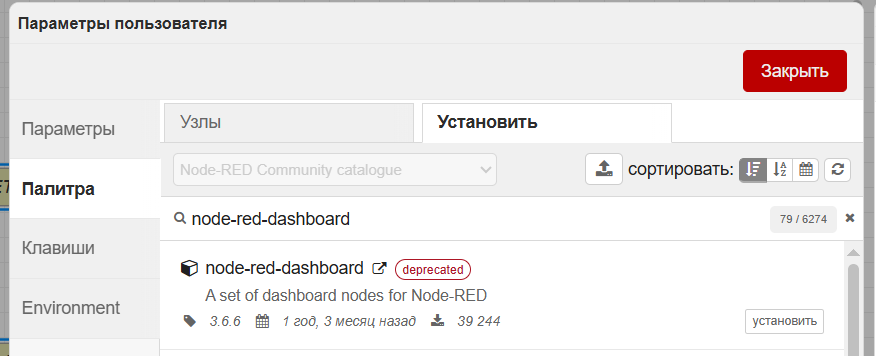 Параметры пользователя
Закрыть
Параметры
Палитра
Клавиши
Environment
Узлы
Установить
Node-RED Community catalogue
сортировать:
node-red-dashboard
79 / 6274
node-red-dashboard deprecated
A set of dashboard nodes for Node-RED
3.6.6 1 год, 3 месяц назад 39 244
установить